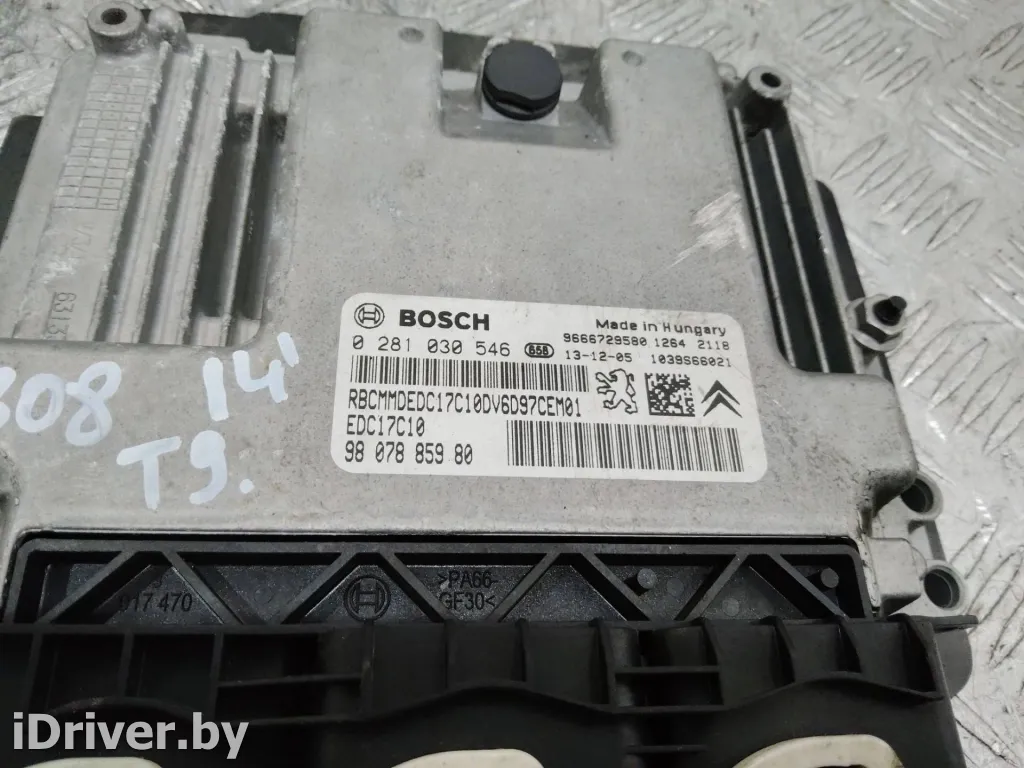 BOSCH
Made in Hungary
9666729580 1264 2118
0 281 030 546 656 13-12-05 1039S66021
RBCMMDEDC17C10DV6D97CEM01
EDC17C10
98 078 859 80
308 14'
T9.
>PA66-
GF30<
017 470
iDriver.by